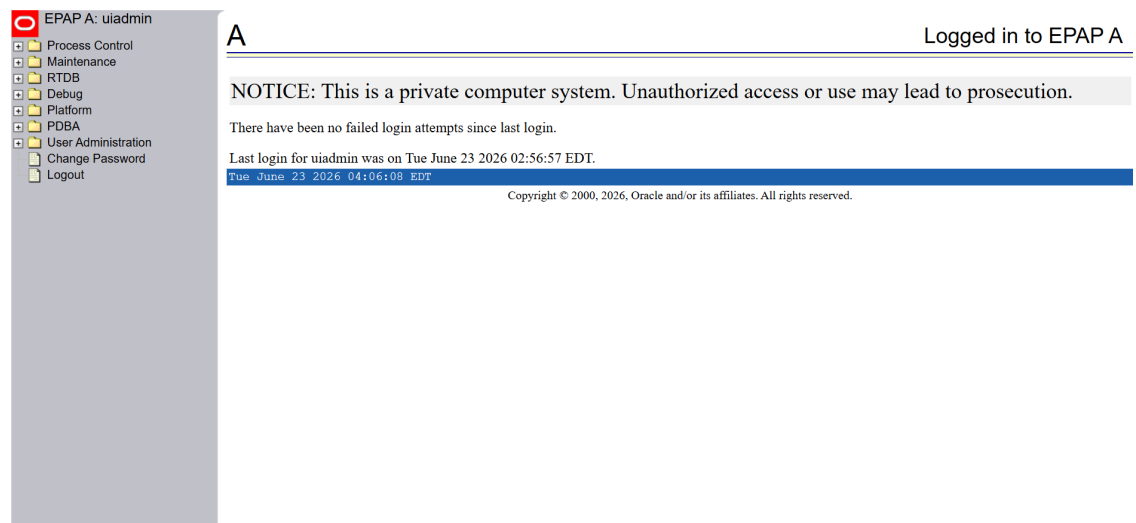 EPAP A: uiadmin
Process Control
Maintenance
RTDB
Debug
Platform
PDBA
User Administration
Change Password
Logout
A
Logged in to EPAP A
NOTICE: This is a private computer system. Unauthorized access or use may lead to prosecution.
There have been no failed login attempts since last login.
Last login for uiadmin was on Tue June 23 2026 02:56:57 EDT.
Tue June 23 2026 04:06:08 EDT
Copyright © 2000, 2026, Oracle and/or its affiliates. All rights reserved.